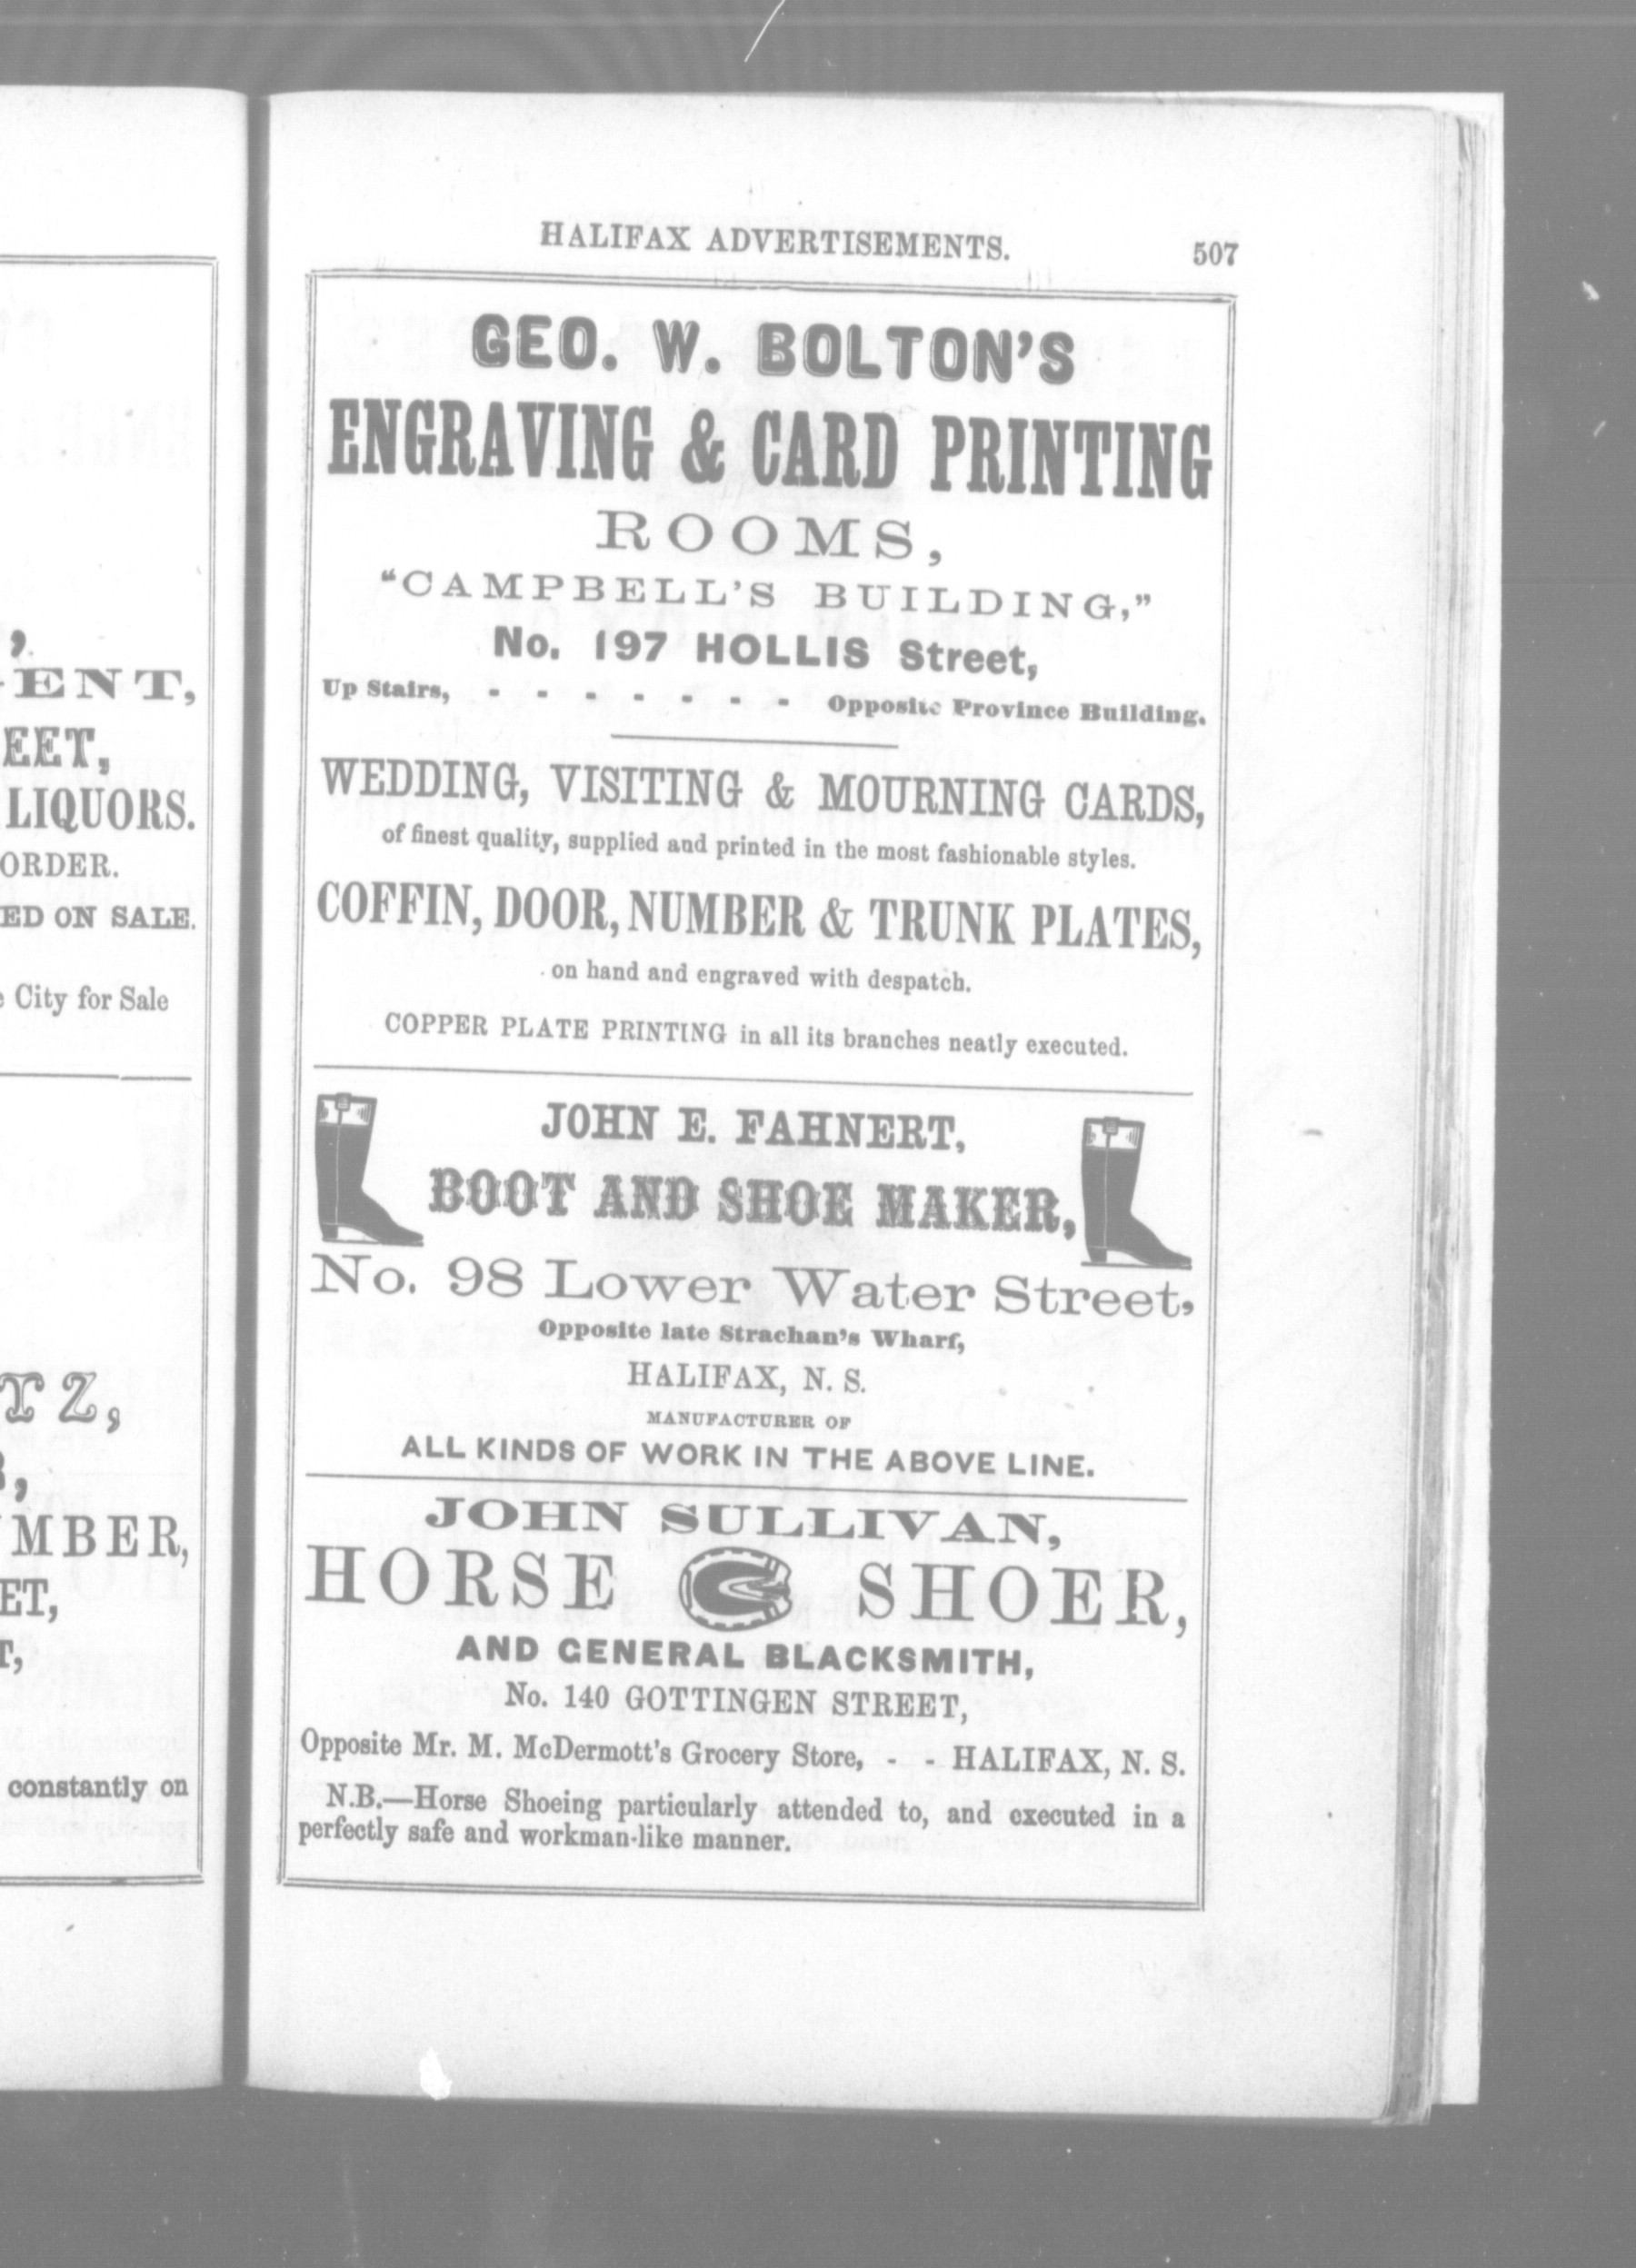 HALIFAX ADVERTISEMENTS. 507
GEO. W. BOLTON'S
ENGRAVING & CARD PRINTING
ROOMS,
"CAMPBELL'S BUILDING,"
No. 197 HOLLIS Street,
Up Stairs, - - - - - - - Opposite Province Building.
WEDDING, VISITING & MOURNING CARDS,
of finest quality, supplied and printed in the most fashionable styles.
COFFIN, DOOR, NUMBER & TRUNK PLATES,
on hand and engraved with despatch.
COPPER PLATE PRINTING in all its branches neatly executed.
JOHN E. FAHNERT,
BOOT AND SHOE MAKER,
No. 98 Lower Water Street,
Opposite late Strachan's Wharf,
HALIFAX, N. S.
MANUFACTURER OF
ALL KINDS OF WORK IN THE ABOVE LINE.
JOHN SULLIVAN,
HORSE SHOER,
AND GENERAL BLACKSMITH,
No. 140 GOTTINGEN STREET,
Opposite Mr. M. McDermott's Grocery Store, - - HALIFAX, N. S.
N.B.—Horse Shoeing particularly attended to, and executed in a
perfectly safe and workman-like manner.
LIQUORS.
ORDER.
ON SALE.
City for Sale
constantly on